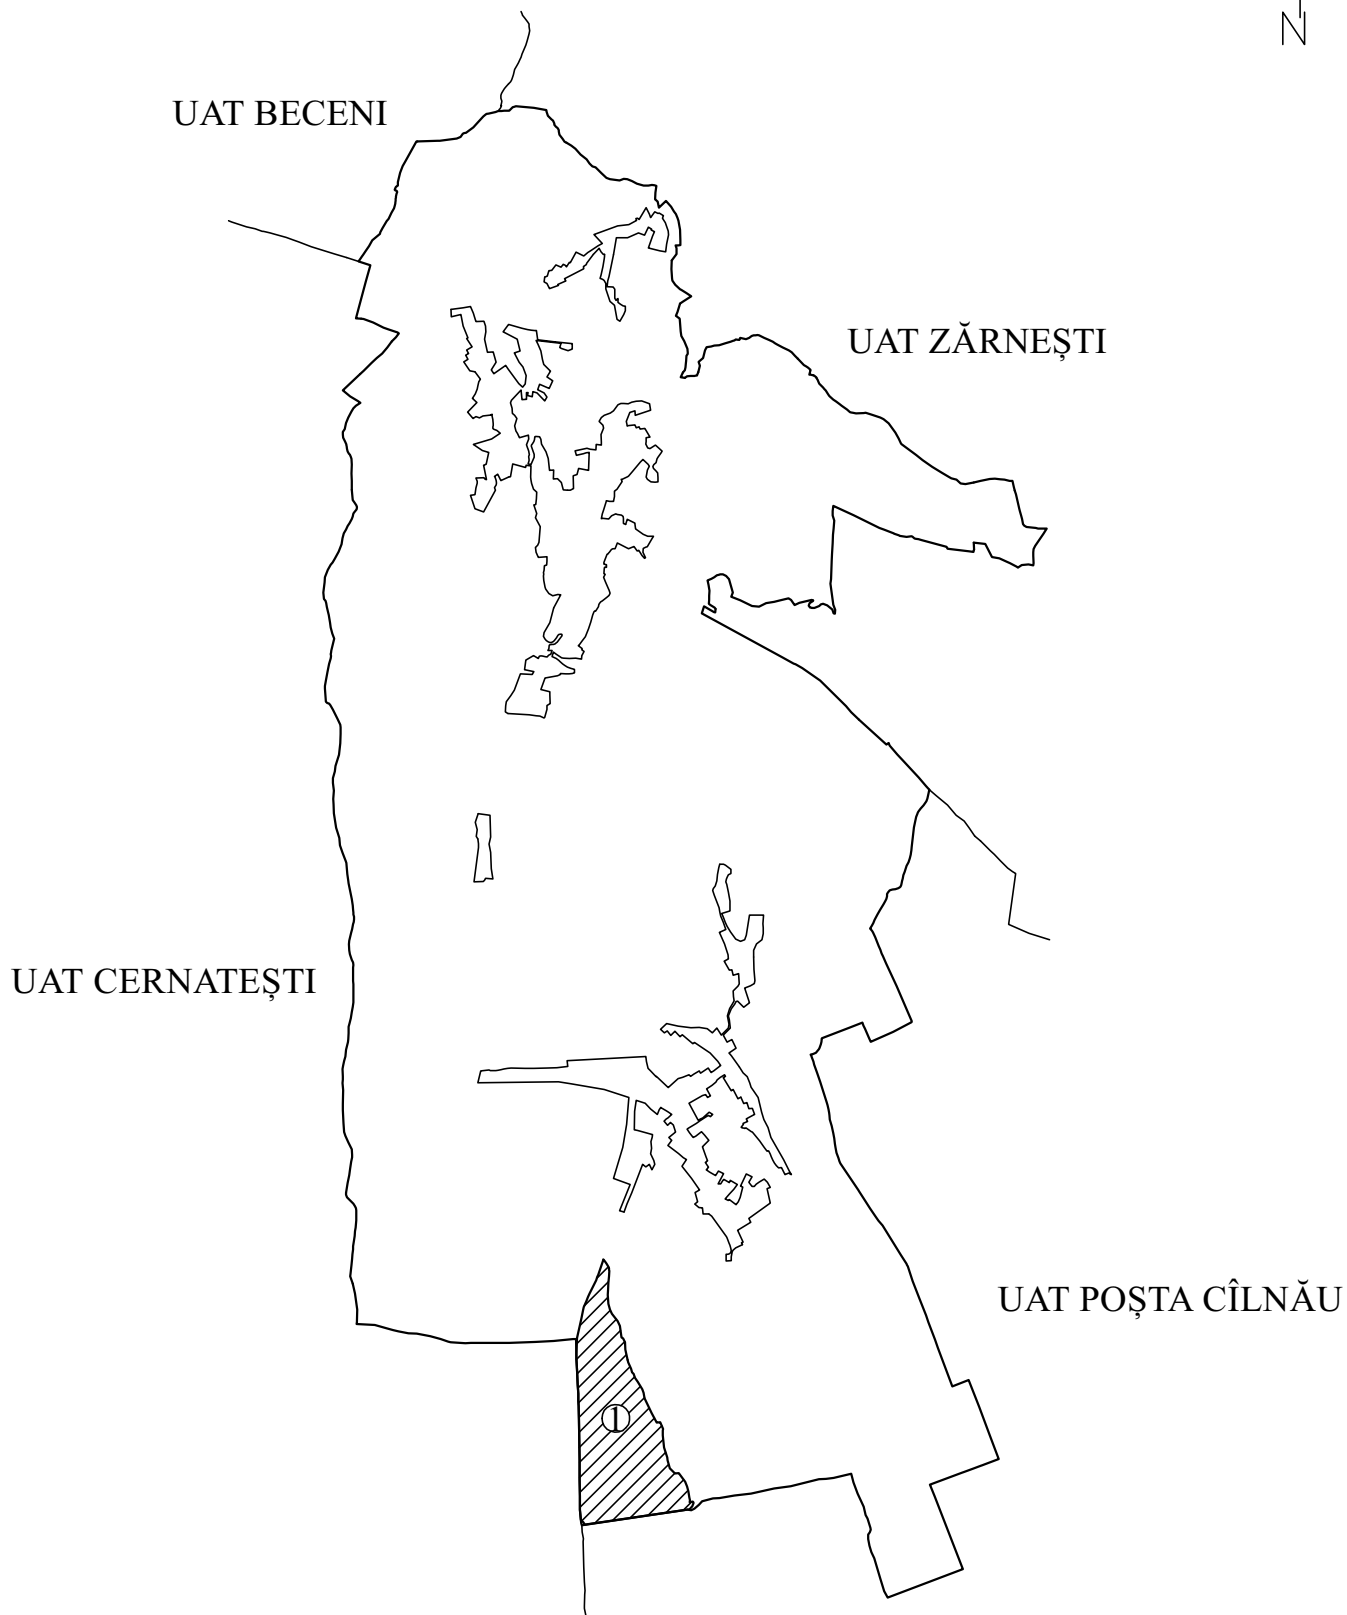 N
UAT BECENI
UAT ZĂRNEȘTI
UAT CERNATEȘTI
UAT POȘTA CÎLNĂU
1